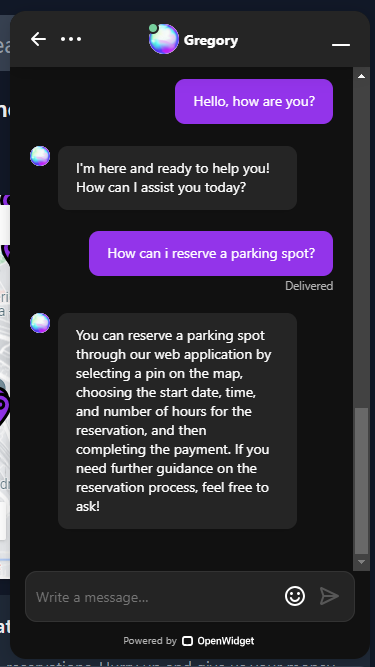 Gregory
Hello, how are you?
I'm here and ready to help you!
How can I assist you today?
How can i reserve a parking spot?
Delivered
You can reserve a parking spot
through our web application by
selecting a pin on the map,
choosing the start date, time,
and number of hours for the
reservation, and then
completing the payment. If you
need further guidance on the
reservation process, feel free to
ask!
Write a message...
Powered by OpenWidget